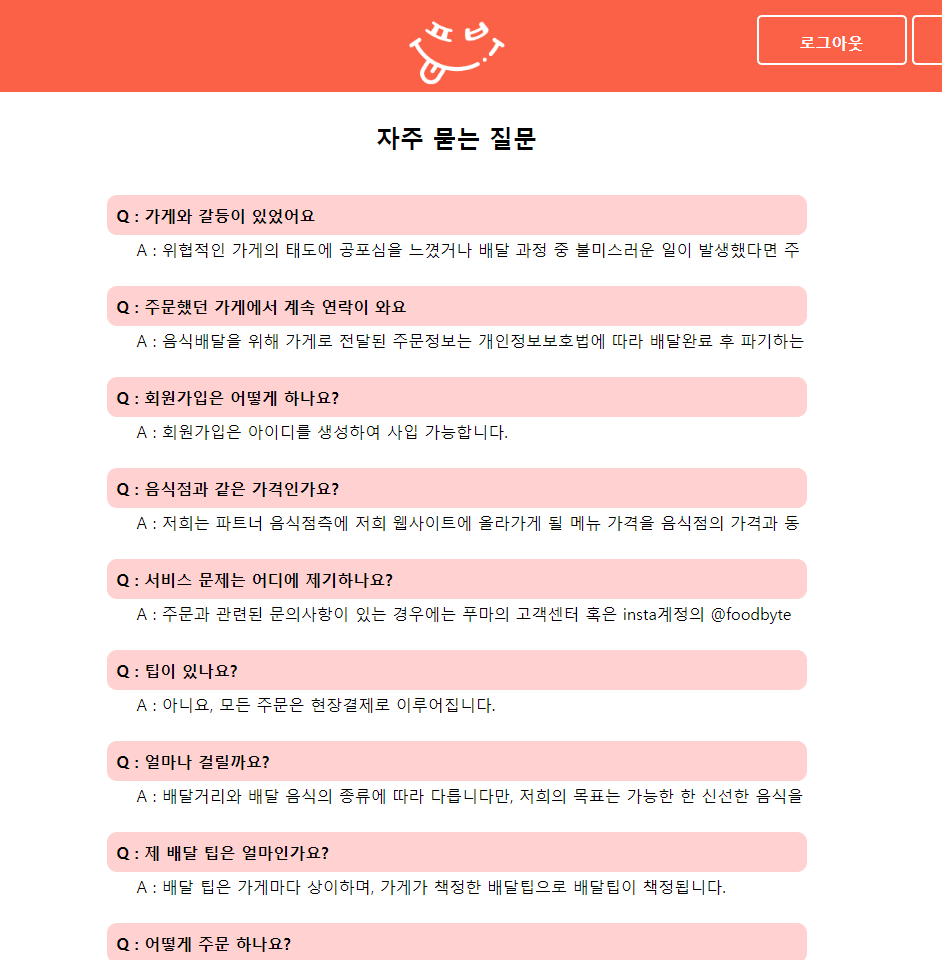 푸 바
로그아웃
자주 묻는 질문
Q : 가게와 갈등이 있었어요
A : 위협적인 가게의 태도에 공포심을 느꼈거나 배달 과정 중 불미스러운 일이 발생했다면 주
Q : 주문했던 가게에서 계속 연락이 와요
A : 음식배달을 위해 가게로 전달된 주문정보는 개인정보보호법에 따라 배달완료 후 파기하는
Q : 회원가입은 어떻게 하나요?
A : 회원가입은 아이디를 생성하여 사입 가능합니다.
Q : 음식점과 같은 가격인가요?
A : 저희는 파트너 음식점측에 저희 웹사이트에 올라가게 될 메뉴 가격을 음식점의 가격과 동
Q : 서비스 문제는 어디에 제기하나요?
A : 주문과 관련된 문의사항이 있는 경우에는 푸마의 고객센터 혹은 insta계정의 @foodbyte
Q : 팁이 있나요?
A : 아니요, 모든 주문은 현장결제로 이루어집니다.
Q : 얼마나 걸릴까요?
A : 배달거리와 배달 음식의 종류에 따라 다릅니다만, 저희의 목표는 가능한 한 신선한 음식을
Q : 제 배달 팁은 얼마인가요?
A : 배달 팁은 가게마다 상이하며, 가게가 책정한 배달팁으로 배달팁이 책정됩니다.
Q : 어떻게 주문 하나요?